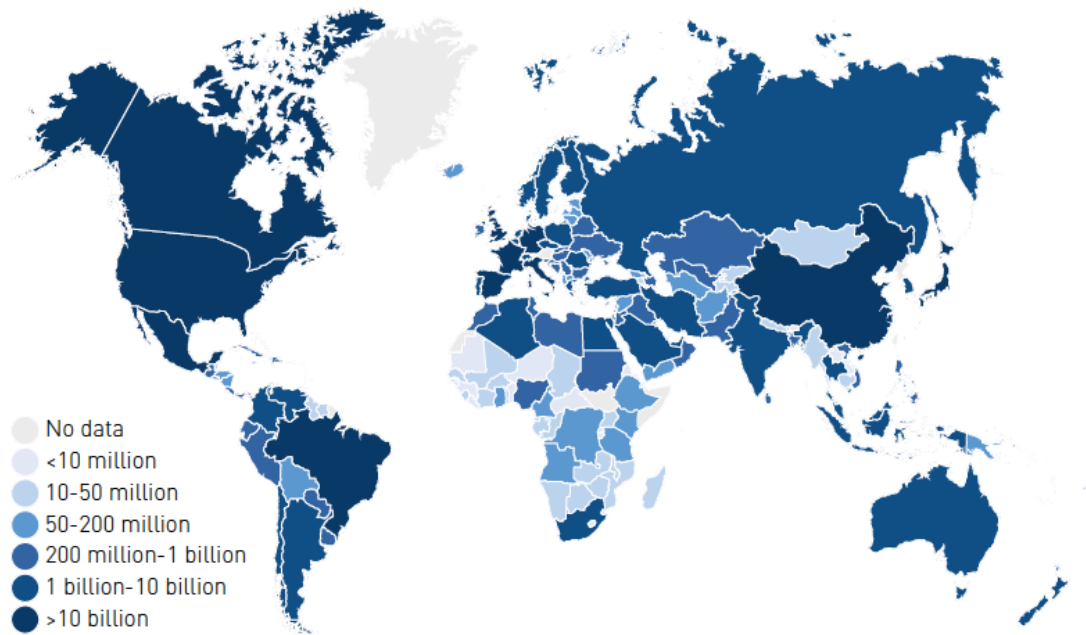 No data
<10 million
10-50 million
50-200 million
200 million-1 billion
1 billion-10 billion
>10 billion